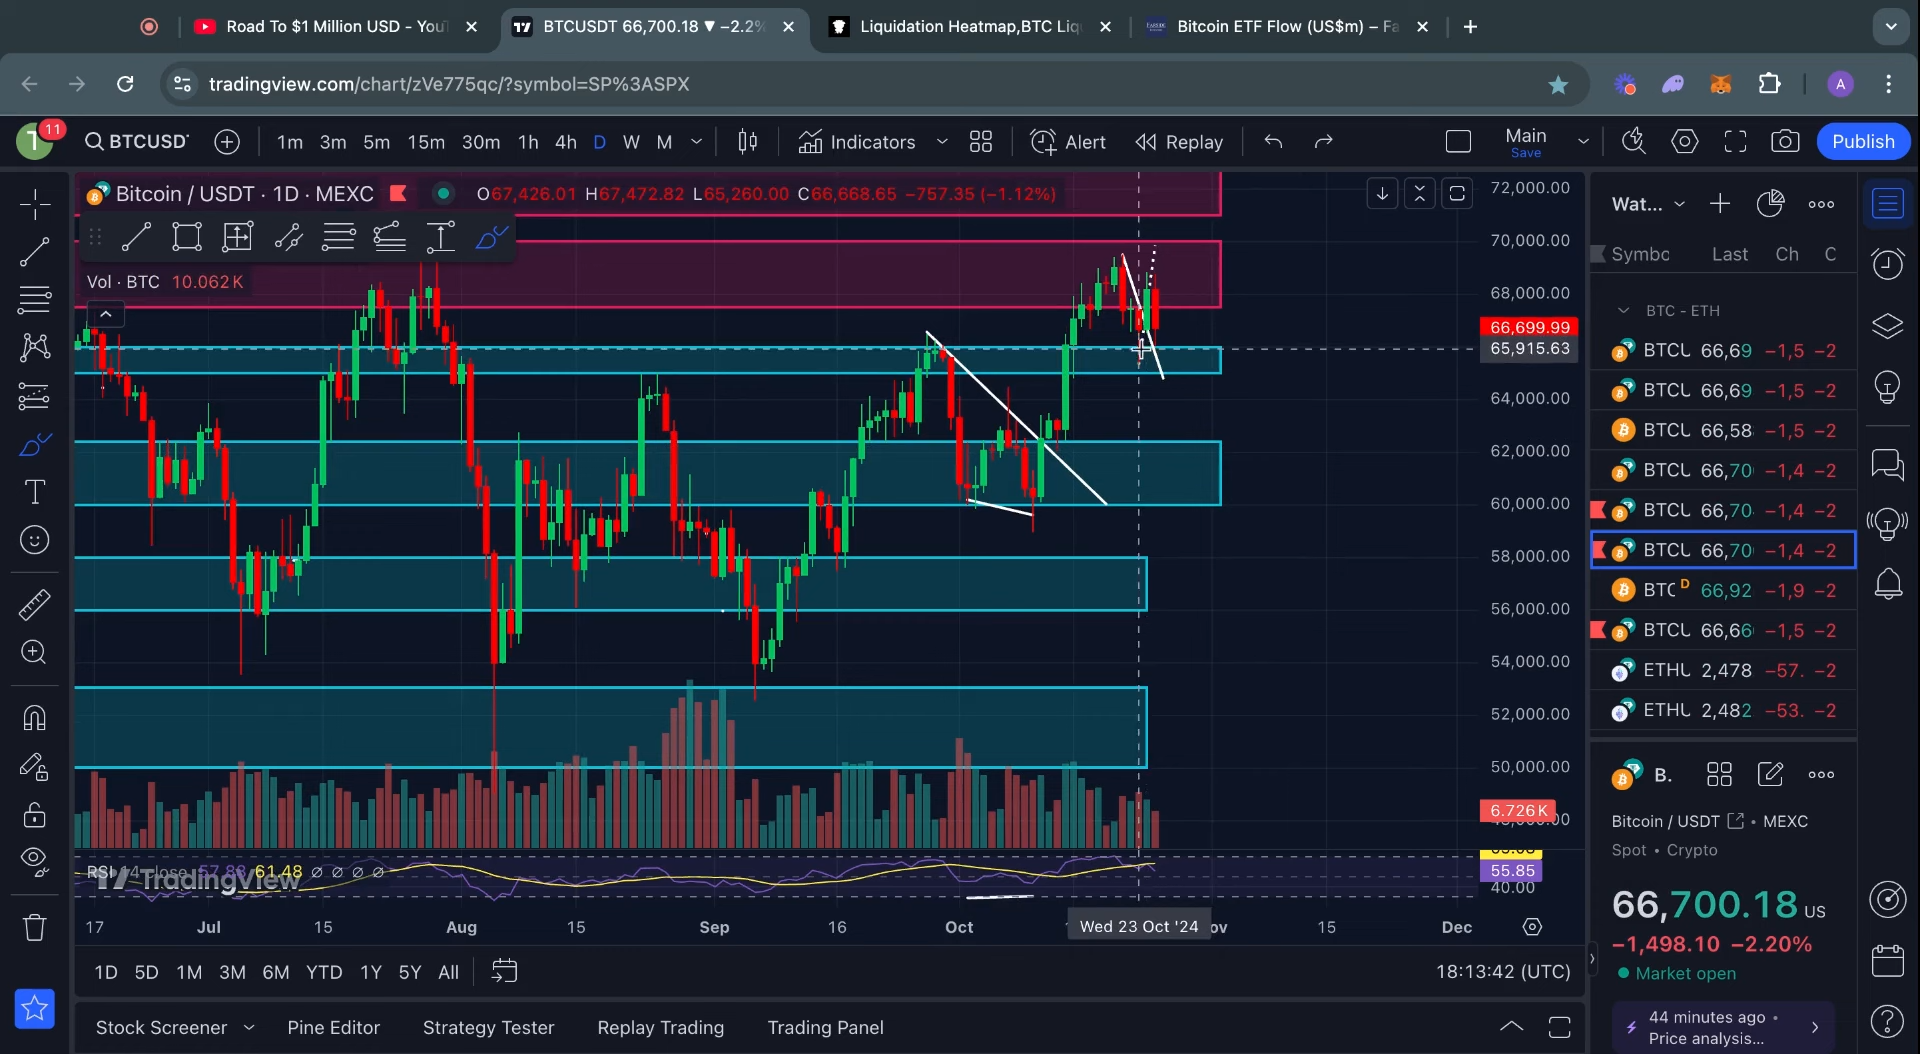 Road To $1 Million USD - You
BTCUSDT 66,700.18 ▼ −2.2%
Liquidation Heatmap,BTC Liq
Bitcoin ETF Flow (US$m) – Fa
tradingview.com/chart/zVe775qc/?symbol=SP%3ASPX
A
T
11
BTCUSDT
1m 3m 5m 15m 30m 1h 4h D W M
Indicators
Alert
Replay
Main
Save
Publish
Bitcoin / USDT · 1D · MEXC
O67,426.01 H67,472.82 L65,260.00 C66,668.65 −757.35 (−1.12%)
Vol · BTC 10.062 K
72,000.00
70,000.00
68,000.00
66,699.99
65,915.63
64,000.00
62,000.00
60,000.00
58,000.00
56,000.00
54,000.00
52,000.00
50,000.00
6.726 K
RSI 14 close 57.88 61.48 ∅ ∅ ∅ ∅
TradingView
55.85
40.00
17 Jul 15 Aug 15 Sep 16 Oct
Wed 23 Oct '24
ov 15 Dec
1D 5D 1M 3M 6M YTD 1Y 5Y All
18:13:42 (UTC)
Stock Screener Pine Editor Strategy Tester Replay Trading Trading Panel
Wat...
Symbo Last Ch C
BTC - ETH
BTCU 66,69 −1,5 −2
BTCU 66,69 −1,5 −2
BTCU 66,58 −1,5 −2
BTCU 66,70 −1,4 −2
BTCU 66,70 −1,4 −2
BTCU 66,70 −1,4 −2
BTC D 66,92 −1,9 −2
BTCU 66,66 −1,5 −2
ETHU 2,478 −57. −2
ETHU 2,482 −53. −2
B.
Bitcoin / USDT • MEXC
Spot • Crypto
66,700.18 US
−1,498.10 −2.20%
Market open
44 minutes ago •
Price analysis...